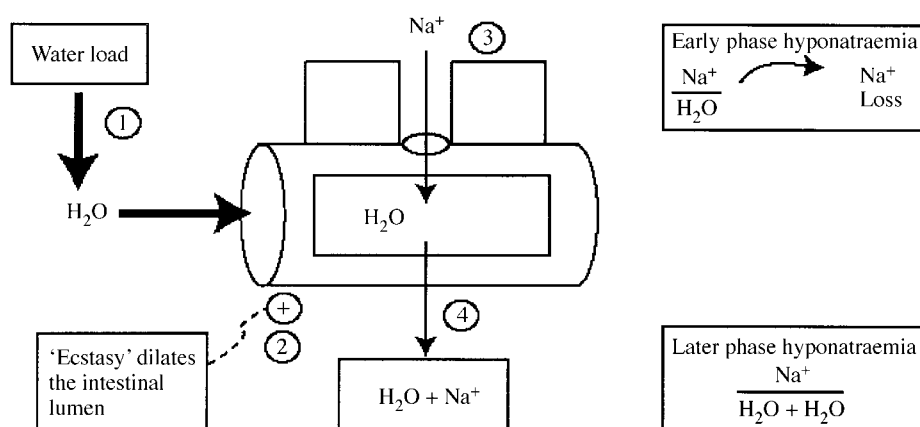 Water load
1
H₂O
Na⁺
3
H₂O
+
2
4
'Ecstasy' dilates
the intestinal
lumen
H₂O + Na⁺
Early phase hyponatraemia
Na⁺
H₂O
Na⁺
Loss
Later phase hyponatraemia
Na⁺
H₂O + H₂O